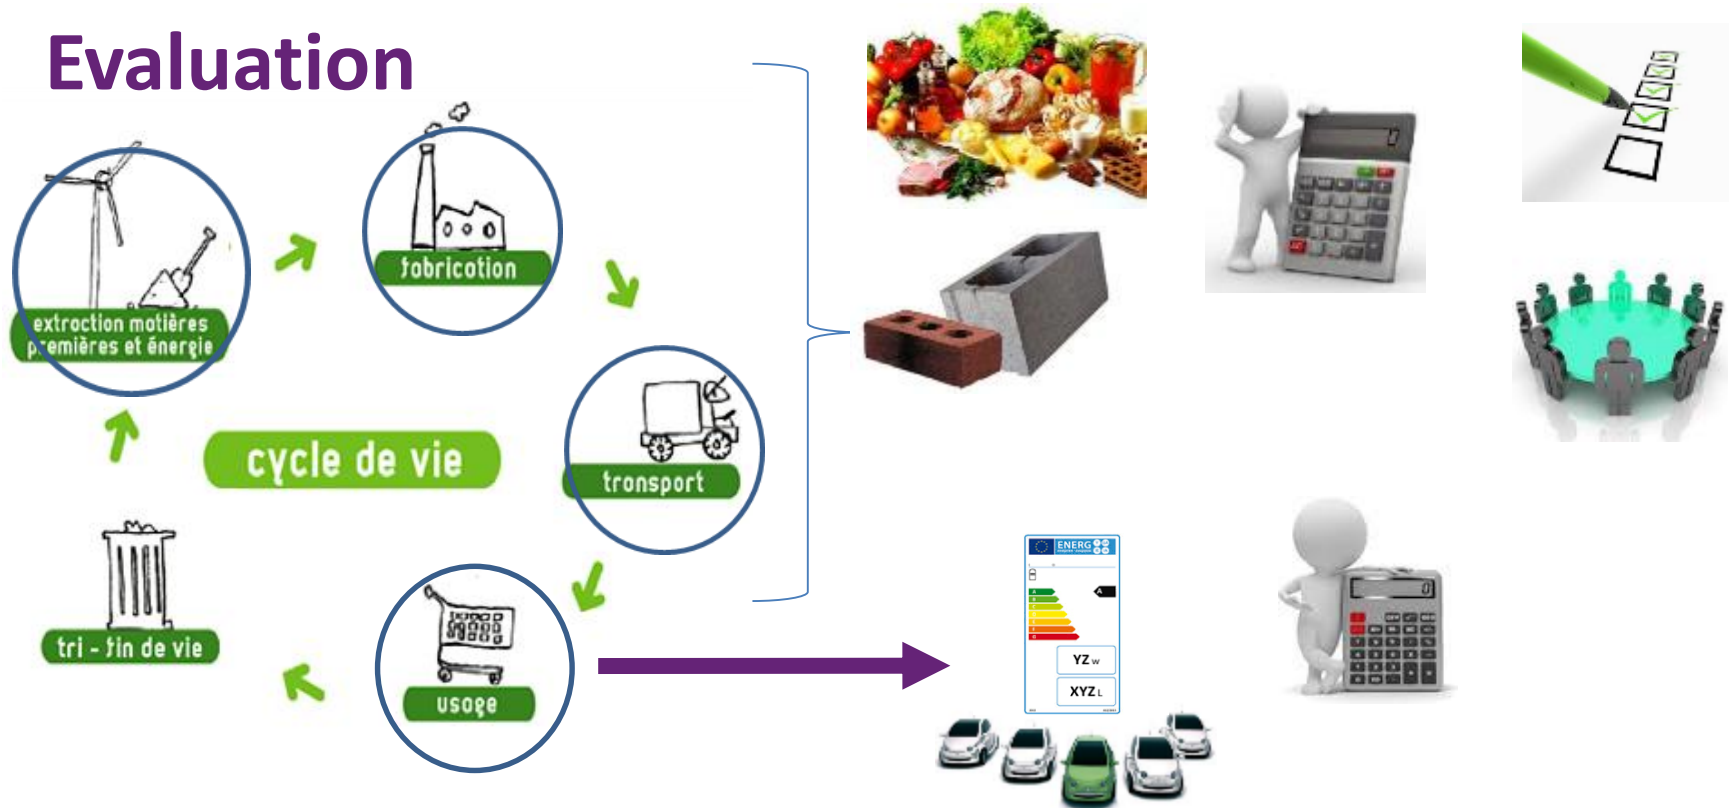 Evaluation
fabrication
extraction matières
premières et énergie
cycle de vie
transport
tri - fin de vie
usage
ENERG
A
YZ W
XYZ L
0